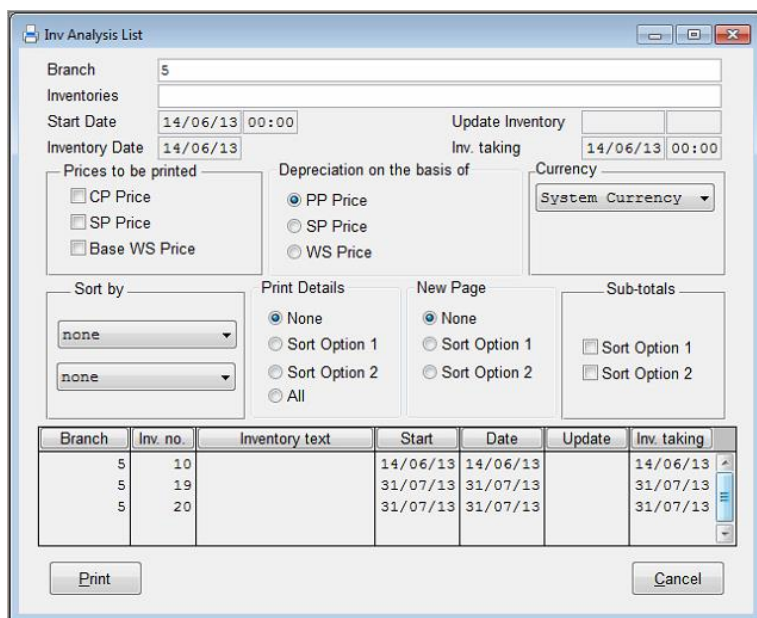 Inv Analysis List
Branch 5
Inventories
Start Date 14/06/13 00:00 Update Inventory
Inventory Date 14/06/13 Inv. taking 14/06/13 00:00
Prices to be printed Depreciation on the basis of Currency
CP Price PP Price System Currency
SP Price SP Price
Base WS Price WS Price
Sort by Print Details New Page Sub-totals
None None
none Sort Option 1 Sort Option 1 Sort Option 1
none Sort Option 2 Sort Option 2 Sort Option 2
All
Branch Inv. no. Inventory text Start Date Update Inv. taking
5 10 14/06/13 14/06/13 14/06/13
5 19 31/07/13 31/07/13 31/07/13
5 20 31/07/13 31/07/13 31/07/13
Print Cancel